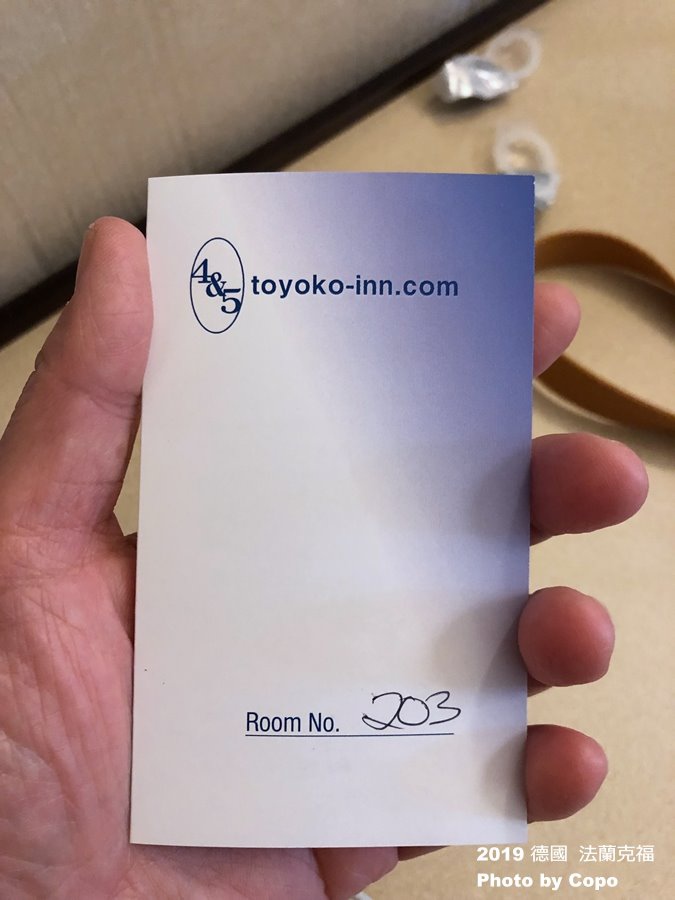 4&5 toyoko-inn.com
Room No. 203
2019 德國 法蘭克福
Photo by Copo